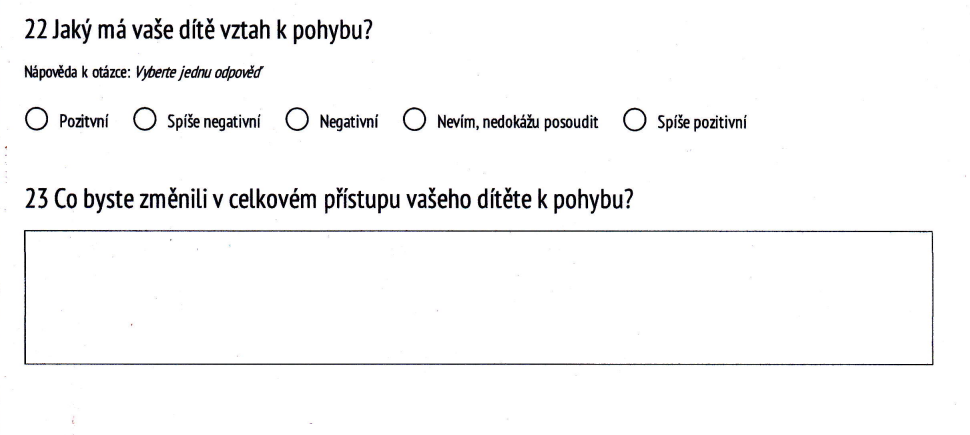 22 Jaký má vaše dítě vztah k pohybu?
Nápověda k otázce: Vyberte jednu odpověď
Pozitvní Spíše negativní Negativní Nevím, nedokážu posoudit Spíše pozitivní
23 Co byste změnili v celkovém přístupu vašeho dítěte k pohybu?